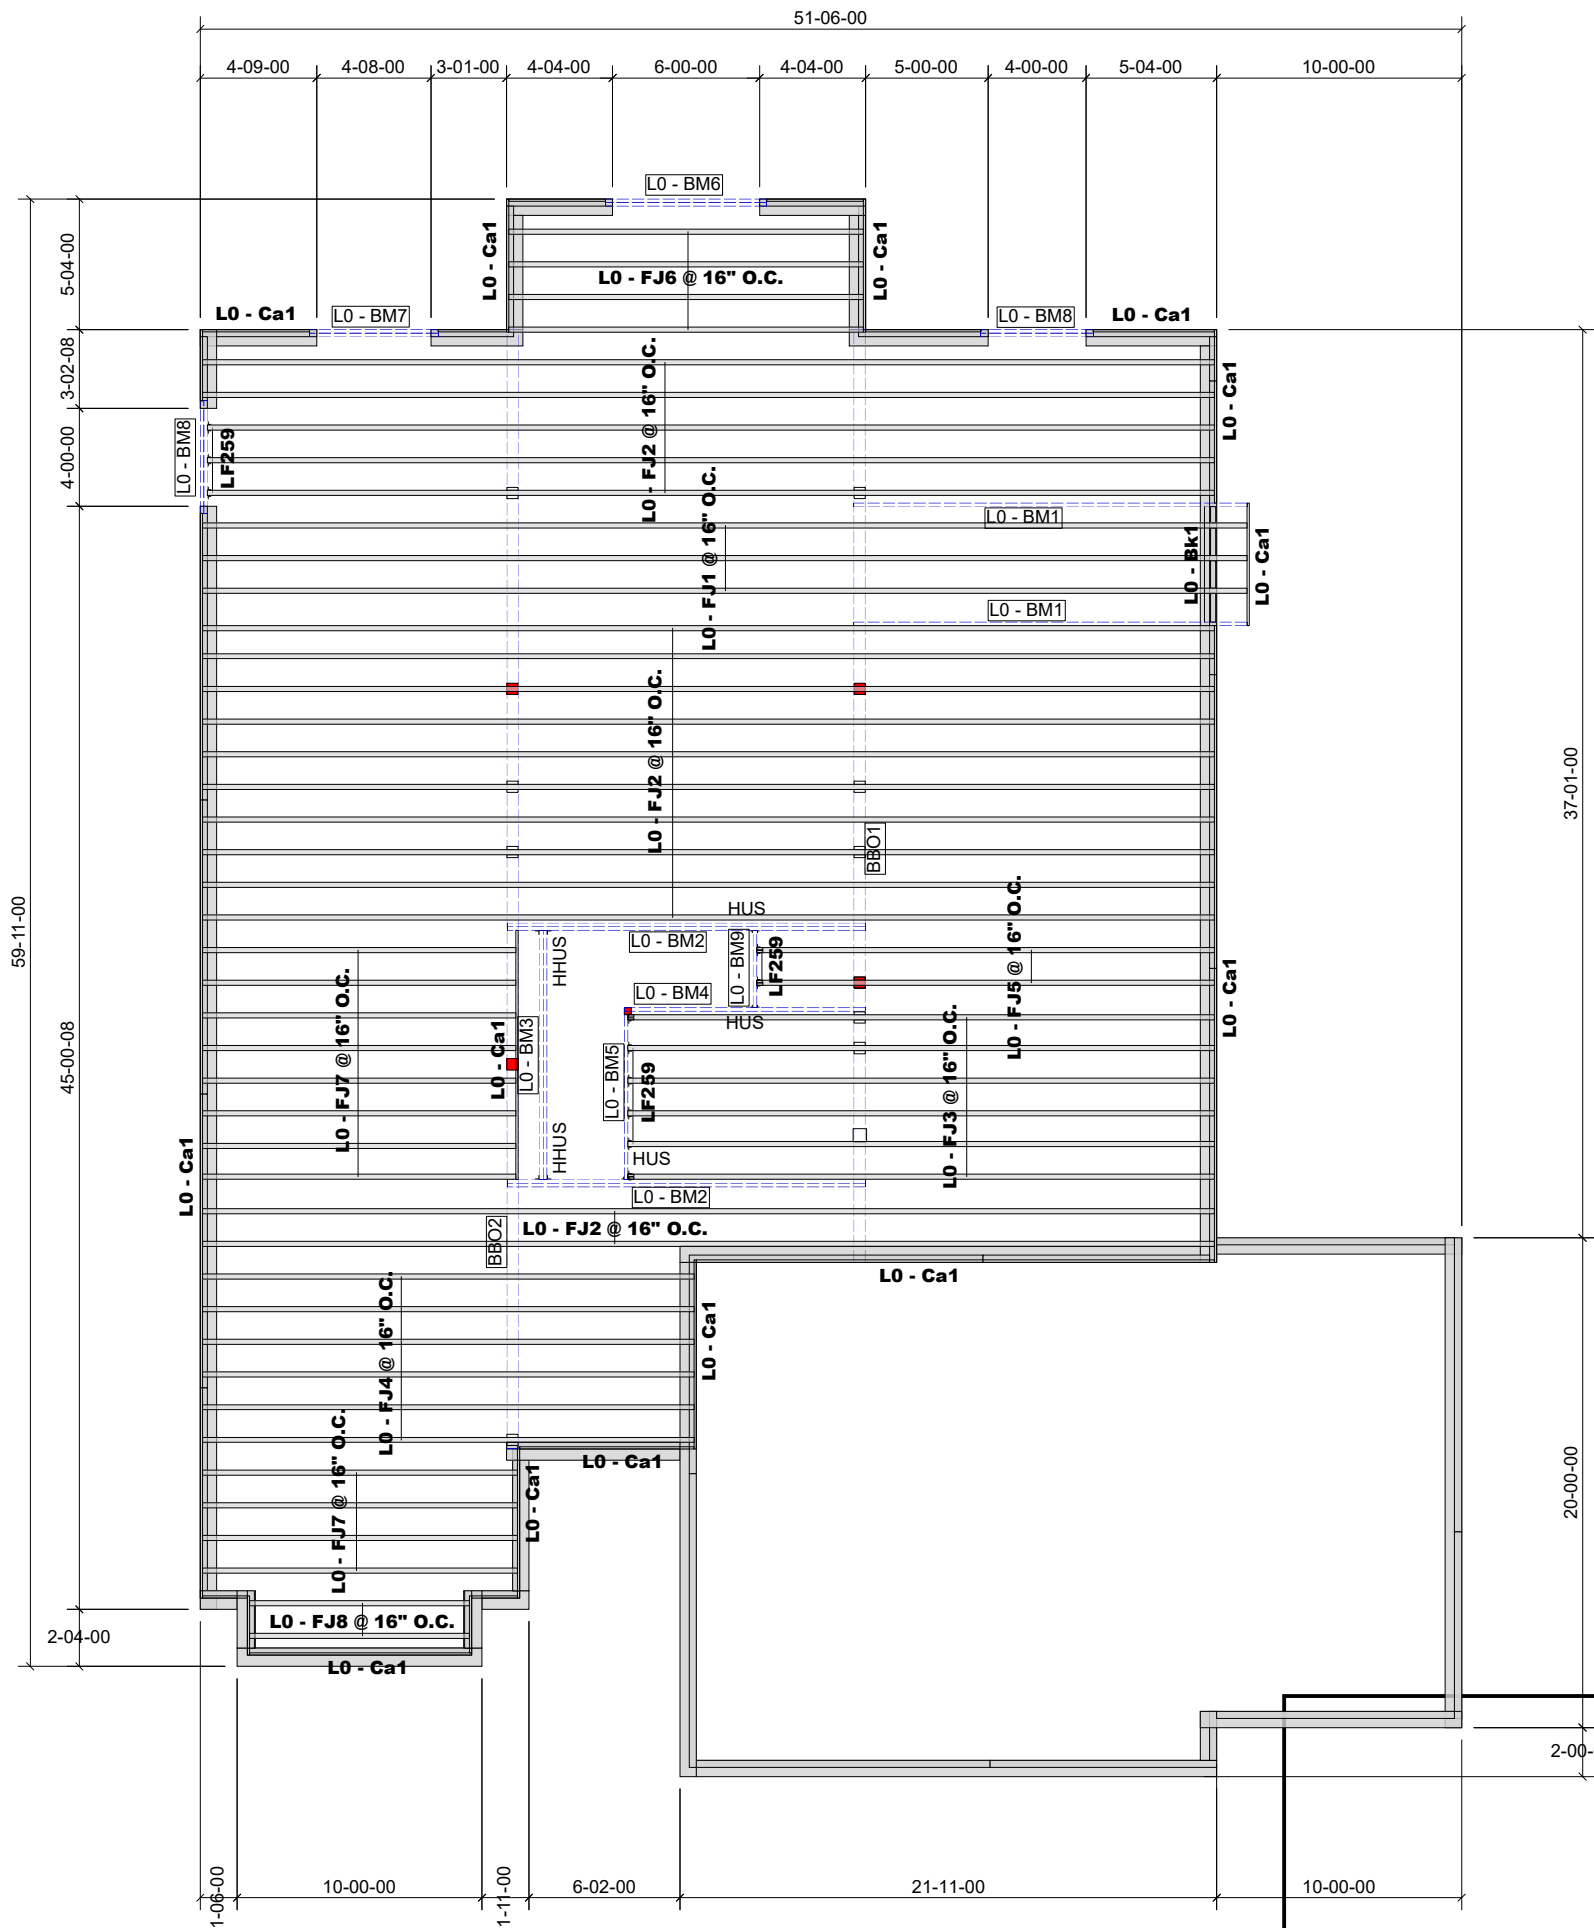 51-06-00
4-09-00
4-08-00
3-01-00
4-04-00
6-00-00
4-04-00
5-00-00
4-00-00
5-04-00
10-00-00
L0 - BM6
5-04-00
L0 - Ca1
L0 - Ca1
L0 - FJ6 @ 16" O.C.
L0 - Ca1
L0 - BM7
L0 - BM8
L0 - Ca1
3-02-08
L0 - FJ2 @ 16" O.C.
L0 - Ca1
4-00-00
L0 - BM8
LF259
L0 - FJ1 @ 16" O.C.
L0 - BM1
L0 - Bk1
L0 - Ca1
L0 - BM1
37-01-00
L0 - FJ2 @ 16" O.C.
BBO1
59-11-00
HUS
L0 - FJ5 @ 16" O.C.
L0 - BM2
HHUS
L0 - BM9
LF259
L0 - BM4
HUS
L0 - Ca1
45-00-08
L0 - FJ7 @ 16" O.C.
L0 - Ca1
L0 - BM3
L0 - BM5
LF259
L0 - FJ3 @ 16" O.C.
L0 - Ca1
HHUS
HUS
L0 - BM2
BBO2
L0 - FJ2 @ 16" O.C.
L0 - Ca1
L0 - FJ4 @ 16" O.C.
L0 - Ca1
L0 - Ca1
L0 - FJ7 @ 16" O.C.
L0 - Ca1
20-00-00
L0 - FJ8 @ 16" O.C.
2-04-00
L0 - Ca1
2-00-
1-06-00
10-00-00
1-11-00
6-02-00
21-11-00
10-00-00